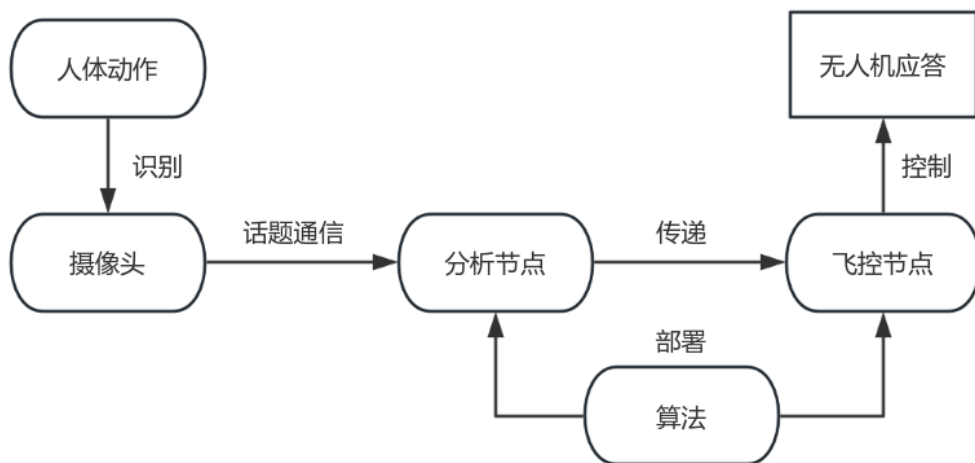 人体动作
无人机应答
识别
控制
摄像头
话题通信
分析节点
传递
飞控节点
部署
算法